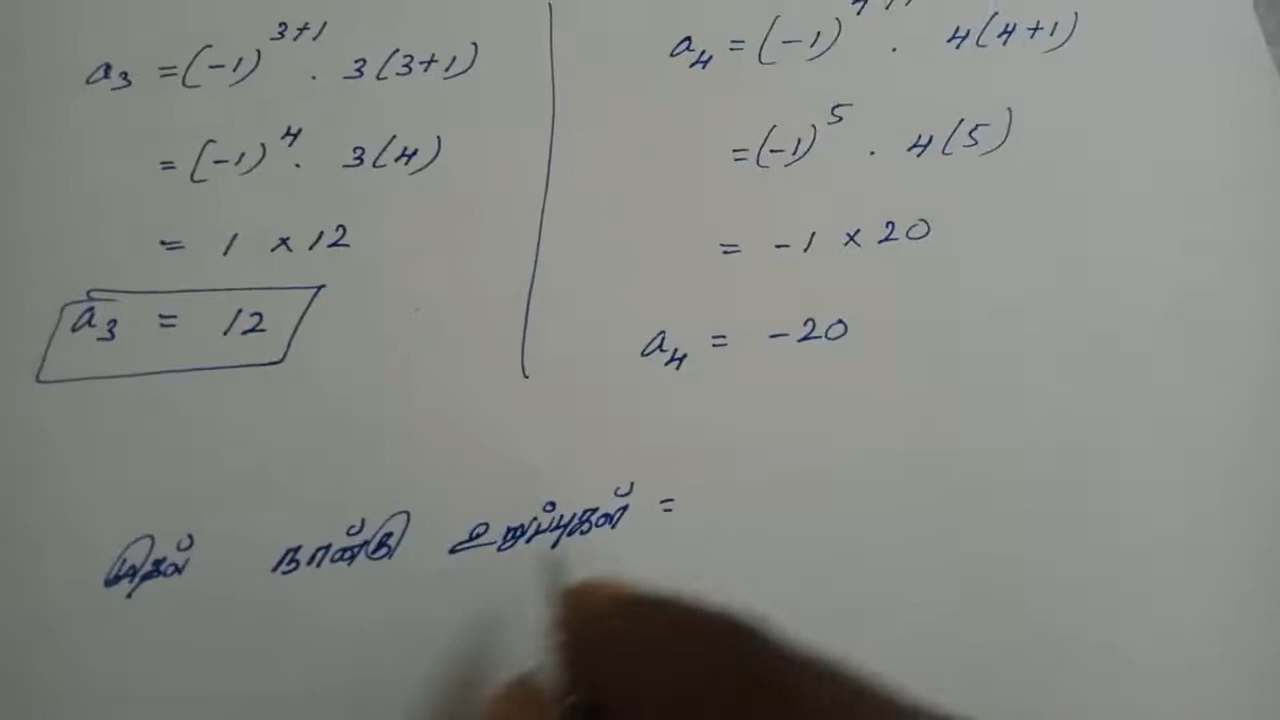 a₃ = (-1)³⁺¹ . 3(3+1)
= (-1)⁴ . 3(4)
= 1 × 12
a₃ = 12
a₄ = (-1) . 4(4+1)
= (-1)⁵ . 4(5)
= -1 × 20
a₄ = -20
முதல் நான்கு உறுப்புகள் =